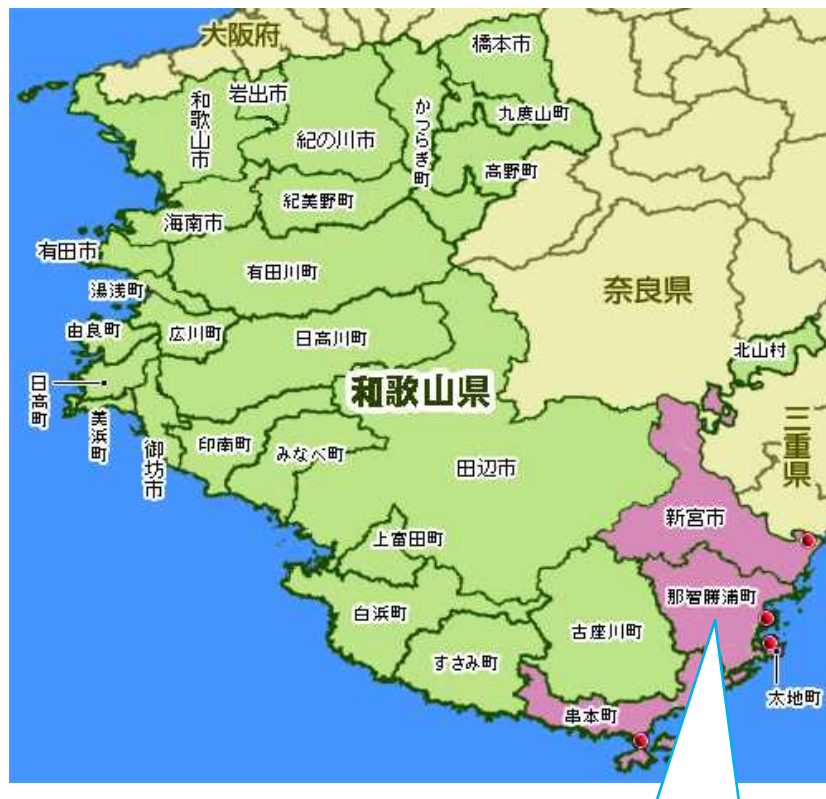 大阪府
橋本市
岩出市
和歌山市
かつらぎ町
九度山町
紀の川市
高野町
紀美野町
海南市
有田市
有田川町
湯浅町
奈良県
由良町
広川町
日高川町
北山村
日高町
和歌山県
美浜町
三重県
御坊市
印南町
みなべ町
田辺市
新宮市
上富田町
那智勝浦町
白浜町
古座川町
すさみ町
太地町
串本町